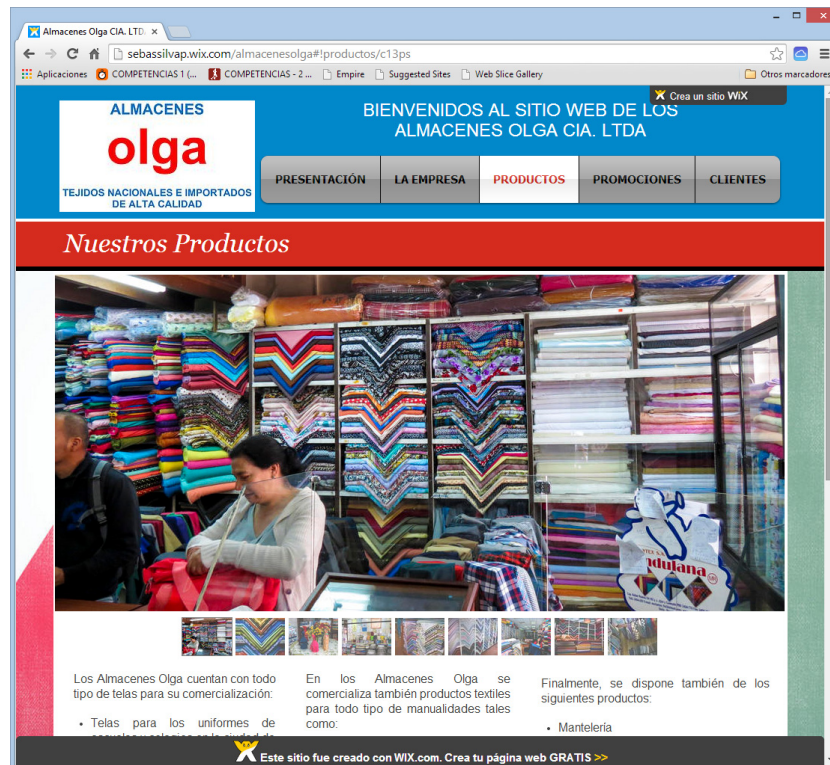 Almacenes Olga CIA. LTD.
sebassilvap.wix.com/almacenesolga#!productos/c13ps
Aplicaciones
COMPETENCIAS 1 (...
COMPETENCIAS - 2 ...
Empire
Suggested Sites
Web Slice Gallery
Otros marcadores
Crea un sitio WiX
ALMACENES
olga
TEJIDOS NACIONALES E IMPORTADOS
DE ALTA CALIDAD
BIENVENIDOS AL SITIO WEB DE LOS
ALMACENES OLGA CIA. LTDA
PRESENTACIÓN
LA EMPRESA
PRODUCTOS
PROMOCIONES
CLIENTES
Nuestros Productos
Los Almacenes Olga cuentan con todo
tipo de telas para su comercialización:
• Telas para los uniformes de
En los Almacenes Olga se
comercializa también productos textiles
para todo tipo de manualidades tales
como:
Finalmente, se dispone también de los
siguientes productos:
• Mantelería
Este sitio fue creado con WIX.com. Crea tu página web GRATIS >>